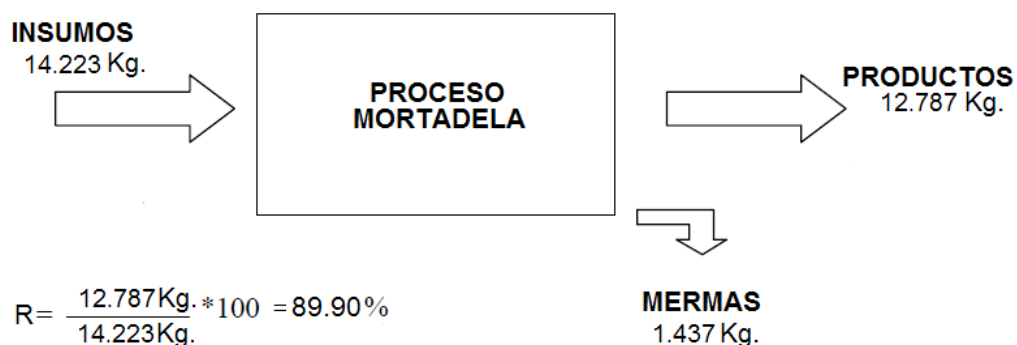 INSUMOS
14.223 Kg.
PROCESO
MORTADELA
PRODUCTOS
12.787 Kg.
R= 12.787Kg. *100 =89.90%
14.223Kg.
MERMAS
1.437 Kg.